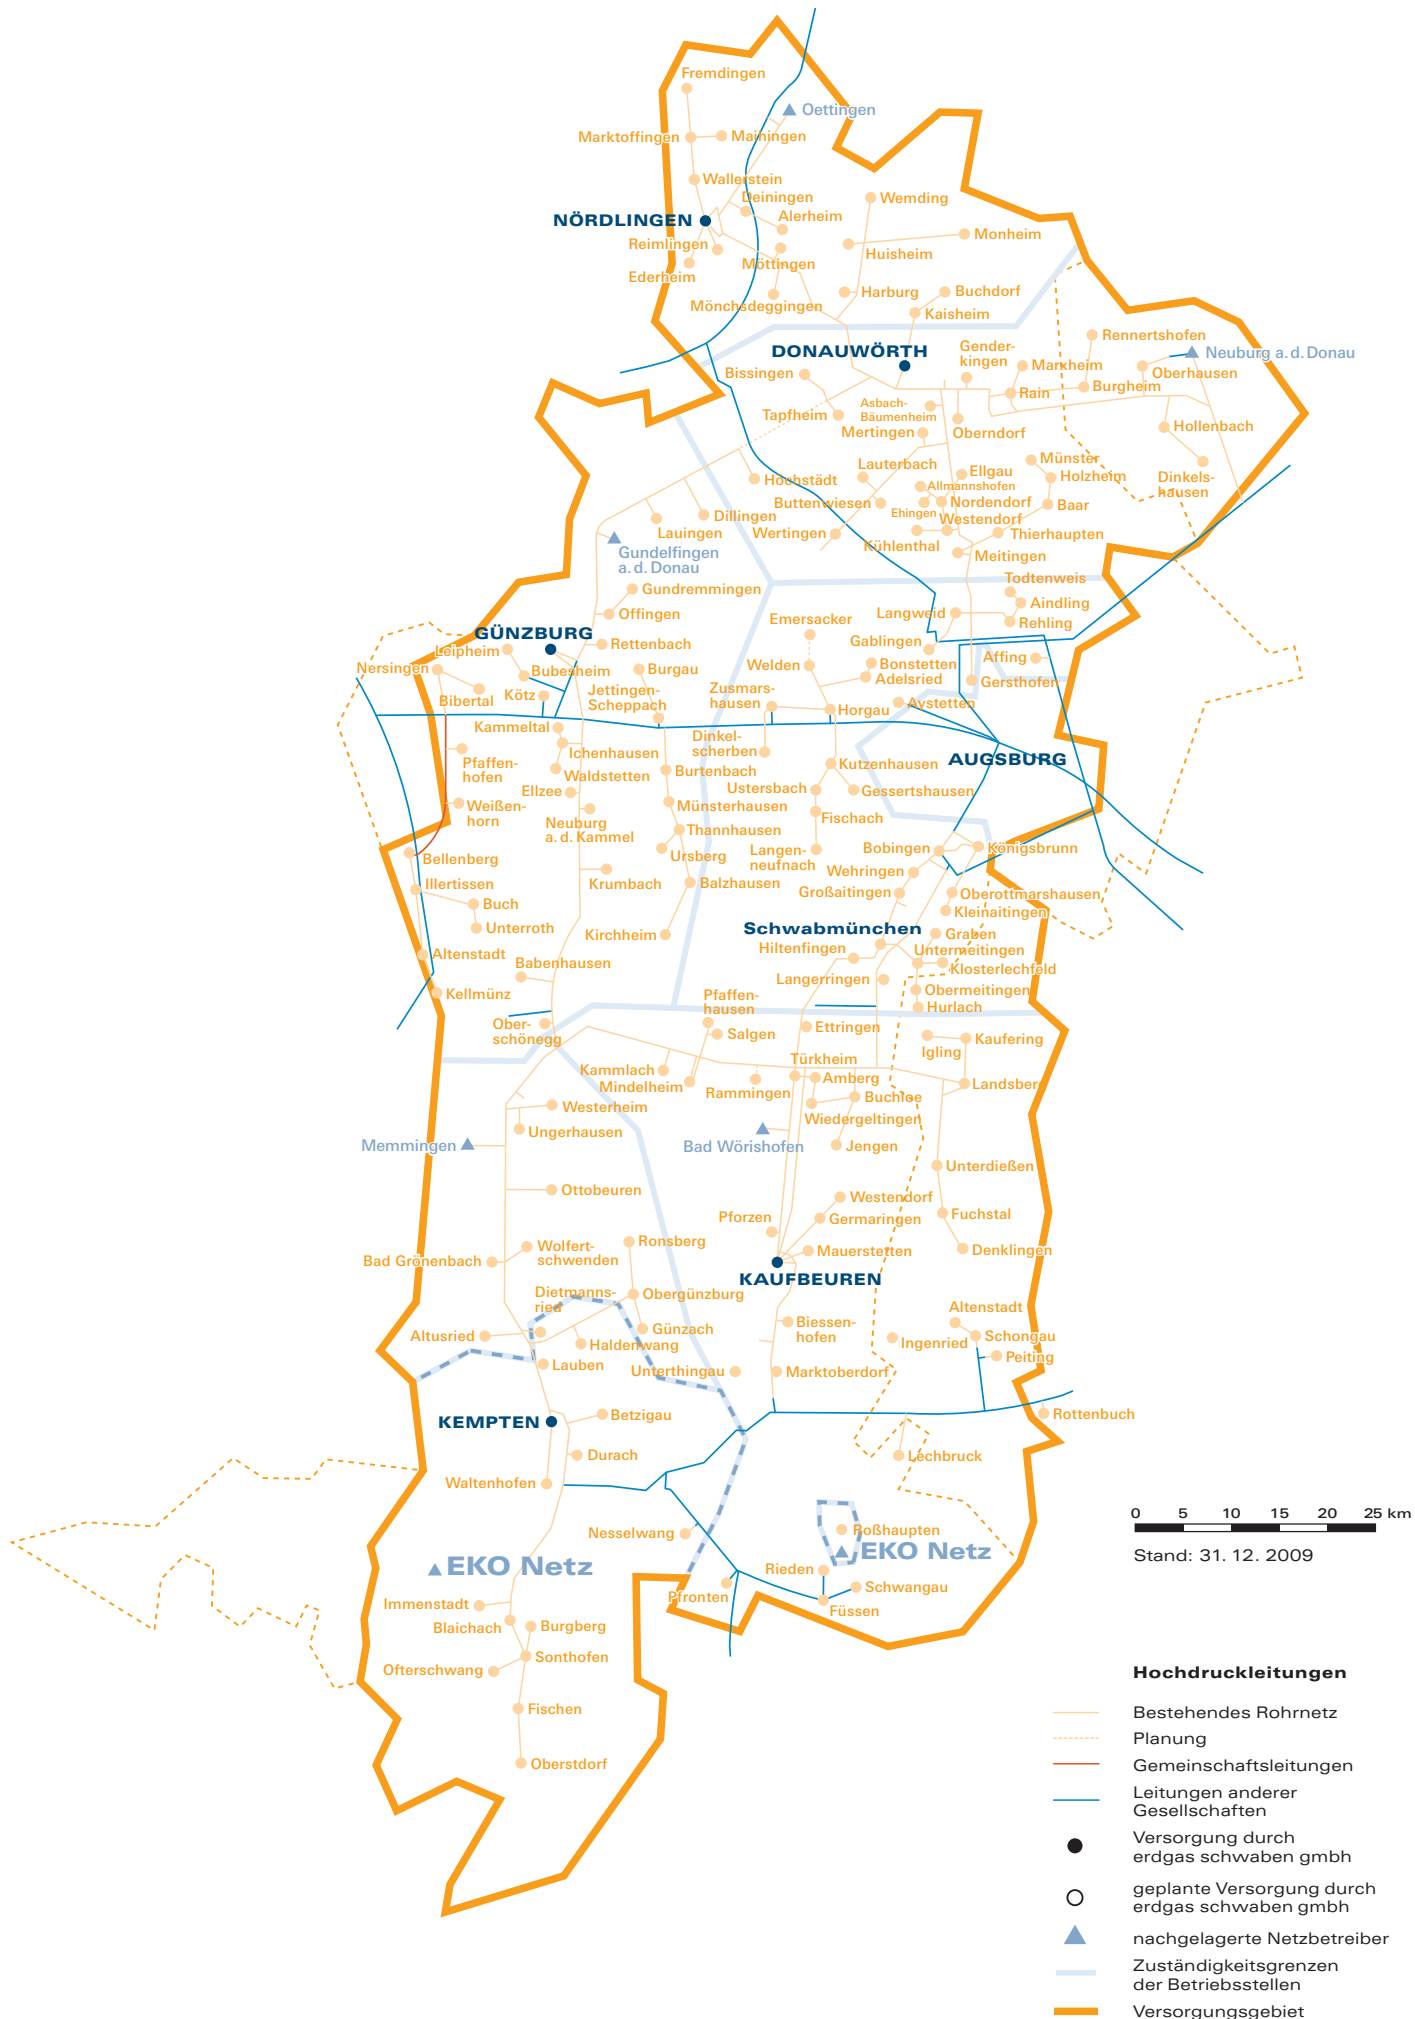 Fremdingen
Oettingen
Marktoffingen
Maihingen
Wallerstein
Deiningen
Wemding
NÖRDLINGEN
Alerheim
Monheim
Reimlingen
Huisheim
Möttingen
Ederheim
Harburg
Buchdorf
Mönchsdeggingen
Kaisheim
Rennertshofen
DONAUWÖRTH
Gender-
kingen
Neuburg a. d. Donau
Marxheim
Bissingen
Oberhausen
Burgheim
Rain
Asbach-
Bäumenheim
Tapfheim
Mertingen
Oberndorf
Hollenbach
Münster
Lauterbach
Ellgau
Holzheim
Höchstädt
Allmannshofen
Dinkels-
hausen
Buttenwiesen
Nordendorf
Baar
Ehingen
Dillingen
Westendorf
Lauingen
Wertingen
Thierhaupten
Kühlenthal
Gundelfingen
a. d. Donau
Meitingen
Todtenweis
Gundremmingen
Aindling
Offingen
Emersacker
Langweid
Rehling
GÜNZBURG
Gablingen
Rettenbach
Leipheim
Affing
Nersingen
Bubesheim
Burgau
Welden
Bonstetten
Adelsried
Gersthofen
Bibertal
Kötz
Jettingen-
Scheppach
Zusmars-
hausen
Horgau
Aystetten
Kammeltal
Dinkel-
scherben
Ichenhausen
AUGSBURG
Pfaffen-
hofen
Waldstetten
Burtenbach
Kutzenhausen
Ellzee
Ustersbach
Gessertshausen
Weißen-
horn
Münsterhausen
Neuburg
a. d. Kammel
Fischach
Thannhausen
Langen-
neufnach
Bobingen
Königsbrunn
Bellenberg
Ursberg
Wehringen
Illertissen
Krumbach
Balzhausen
Großaitingen
Oberottmarshausen
Buch
Kleinaitingen
Unterroth
Schwabmünchen
Kirchheim
Graben
Hiltenfingen
Untermeitingen
Altenstadt
Babenhausen
Klosterlechfeld
Langerringen
Kellmünz
Obermeitingen
Pfaffen-
hausen
Hurlach
Ober-
schönegg
Salgen
Ettringen
Kaufering
Igling
Türkheim
Kammlach
Amberg
Landsberg
Mindelheim
Rammingen
Buchloe
Westerheim
Wiedergeltingen
Ungerhausen
Memmingen
Bad Wörishofen
Jengen
Unterdießen
Ottobeuren
Westendorf
Pforzen
Germaringen
Fuchstal
Ronsberg
Wolfert-
schwenden
Mauerstetten
Denklingen
Bad Grönenbach
KAUFBEUREN
Dietmanns-
ried
Obergünzburg
Altenstadt
Biessen-
hofen
Günzach
Altusried
Schongau
Haldenwang
Ingenried
Peiting
Lauben
Unterthingau
Marktoberdorf
KEMPTEN
Betzigau
Rottenbuch
Durach
Lechbruck
Waltenhofen
0 5 10 15 20 25 km
Nesselwang
Roßhaupten
EKO Netz
Stand: 31. 12. 2009
EKO Netz
Rieden
Schwangau
Pfronten
Immenstadt
Füssen
Blaichach
Burgberg
Sonthofen
Ofterschwang
Fischen
Oberstdorf
Hochdruckleitungen
Bestehendes Rohrnetz
Planung
Gemeinschaftsleitungen
Leitungen anderer
Gesellschaften
Versorgung durch
erdgas schwaben gmbh
geplante Versorgung durch
erdgas schwaben gmbh
nachgelagerte Netzbetreiber
Zuständigkeitsgrenzen
der Betriebsstellen
Versorgungsgebiet